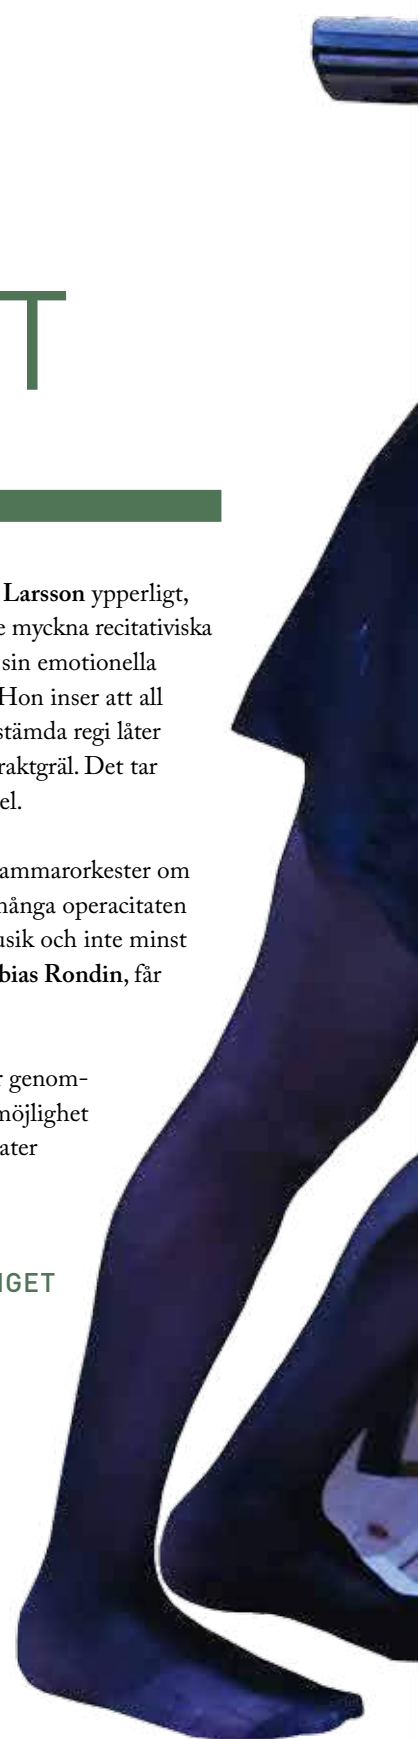 T
Larsson ypperligt,
e myckna recitativiska
sin emotionella
Hon inser att all
stämda regi låter
raktgräl. Det tar
el.
ammarorkester om
många operacitaten
usik och inte minst
bias Rondin, får
r genom-
möjlighet
ater
IGET